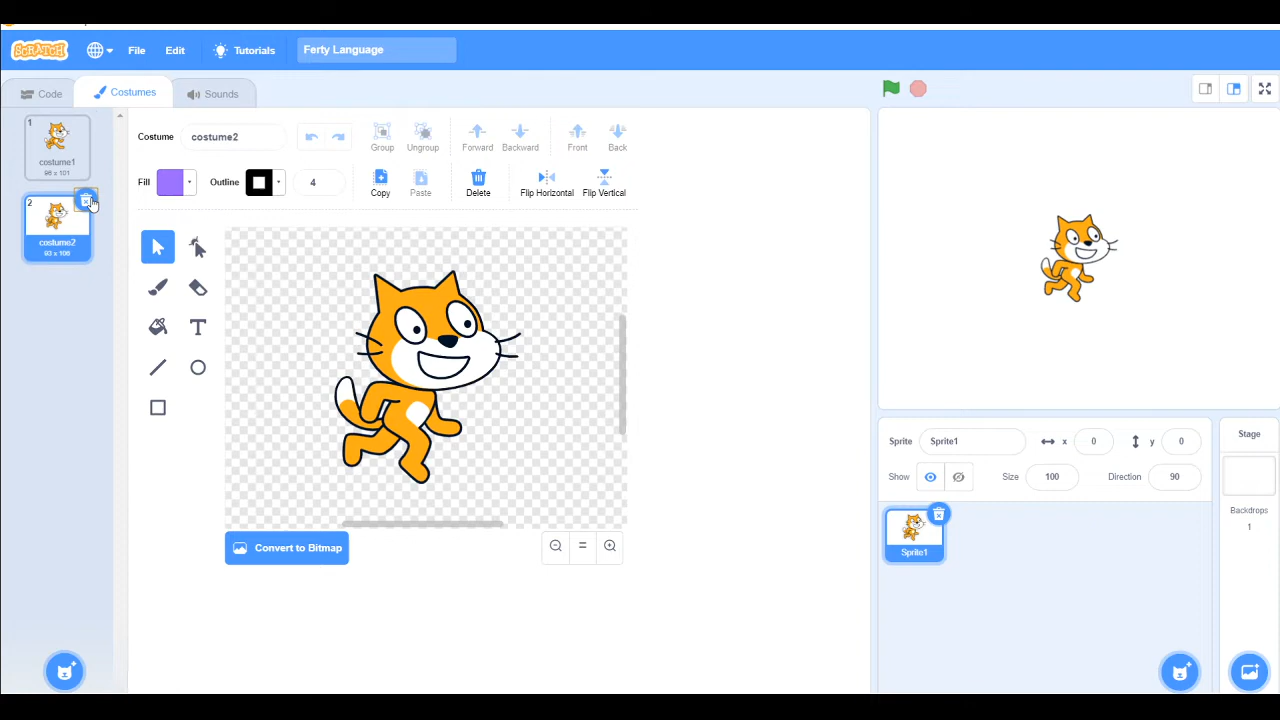 SCRATCH
File
Edit
Tutorials
Ferty Language
Code
Costumes
Sounds
1
costume1
96 x 101
2
costume2
93 x 106
Costume
costume2
Group
Ungroup
Forward
Backward
Front
Back
Fill
Outline
4
Copy
Paste
Delete
Flip Horizontal
Flip Vertical
T
Convert to Bitmap
Sprite
Sprite1
x
0
y
0
Show
Size
100
Direction
90
Sprite1
Stage
Backdrops
1